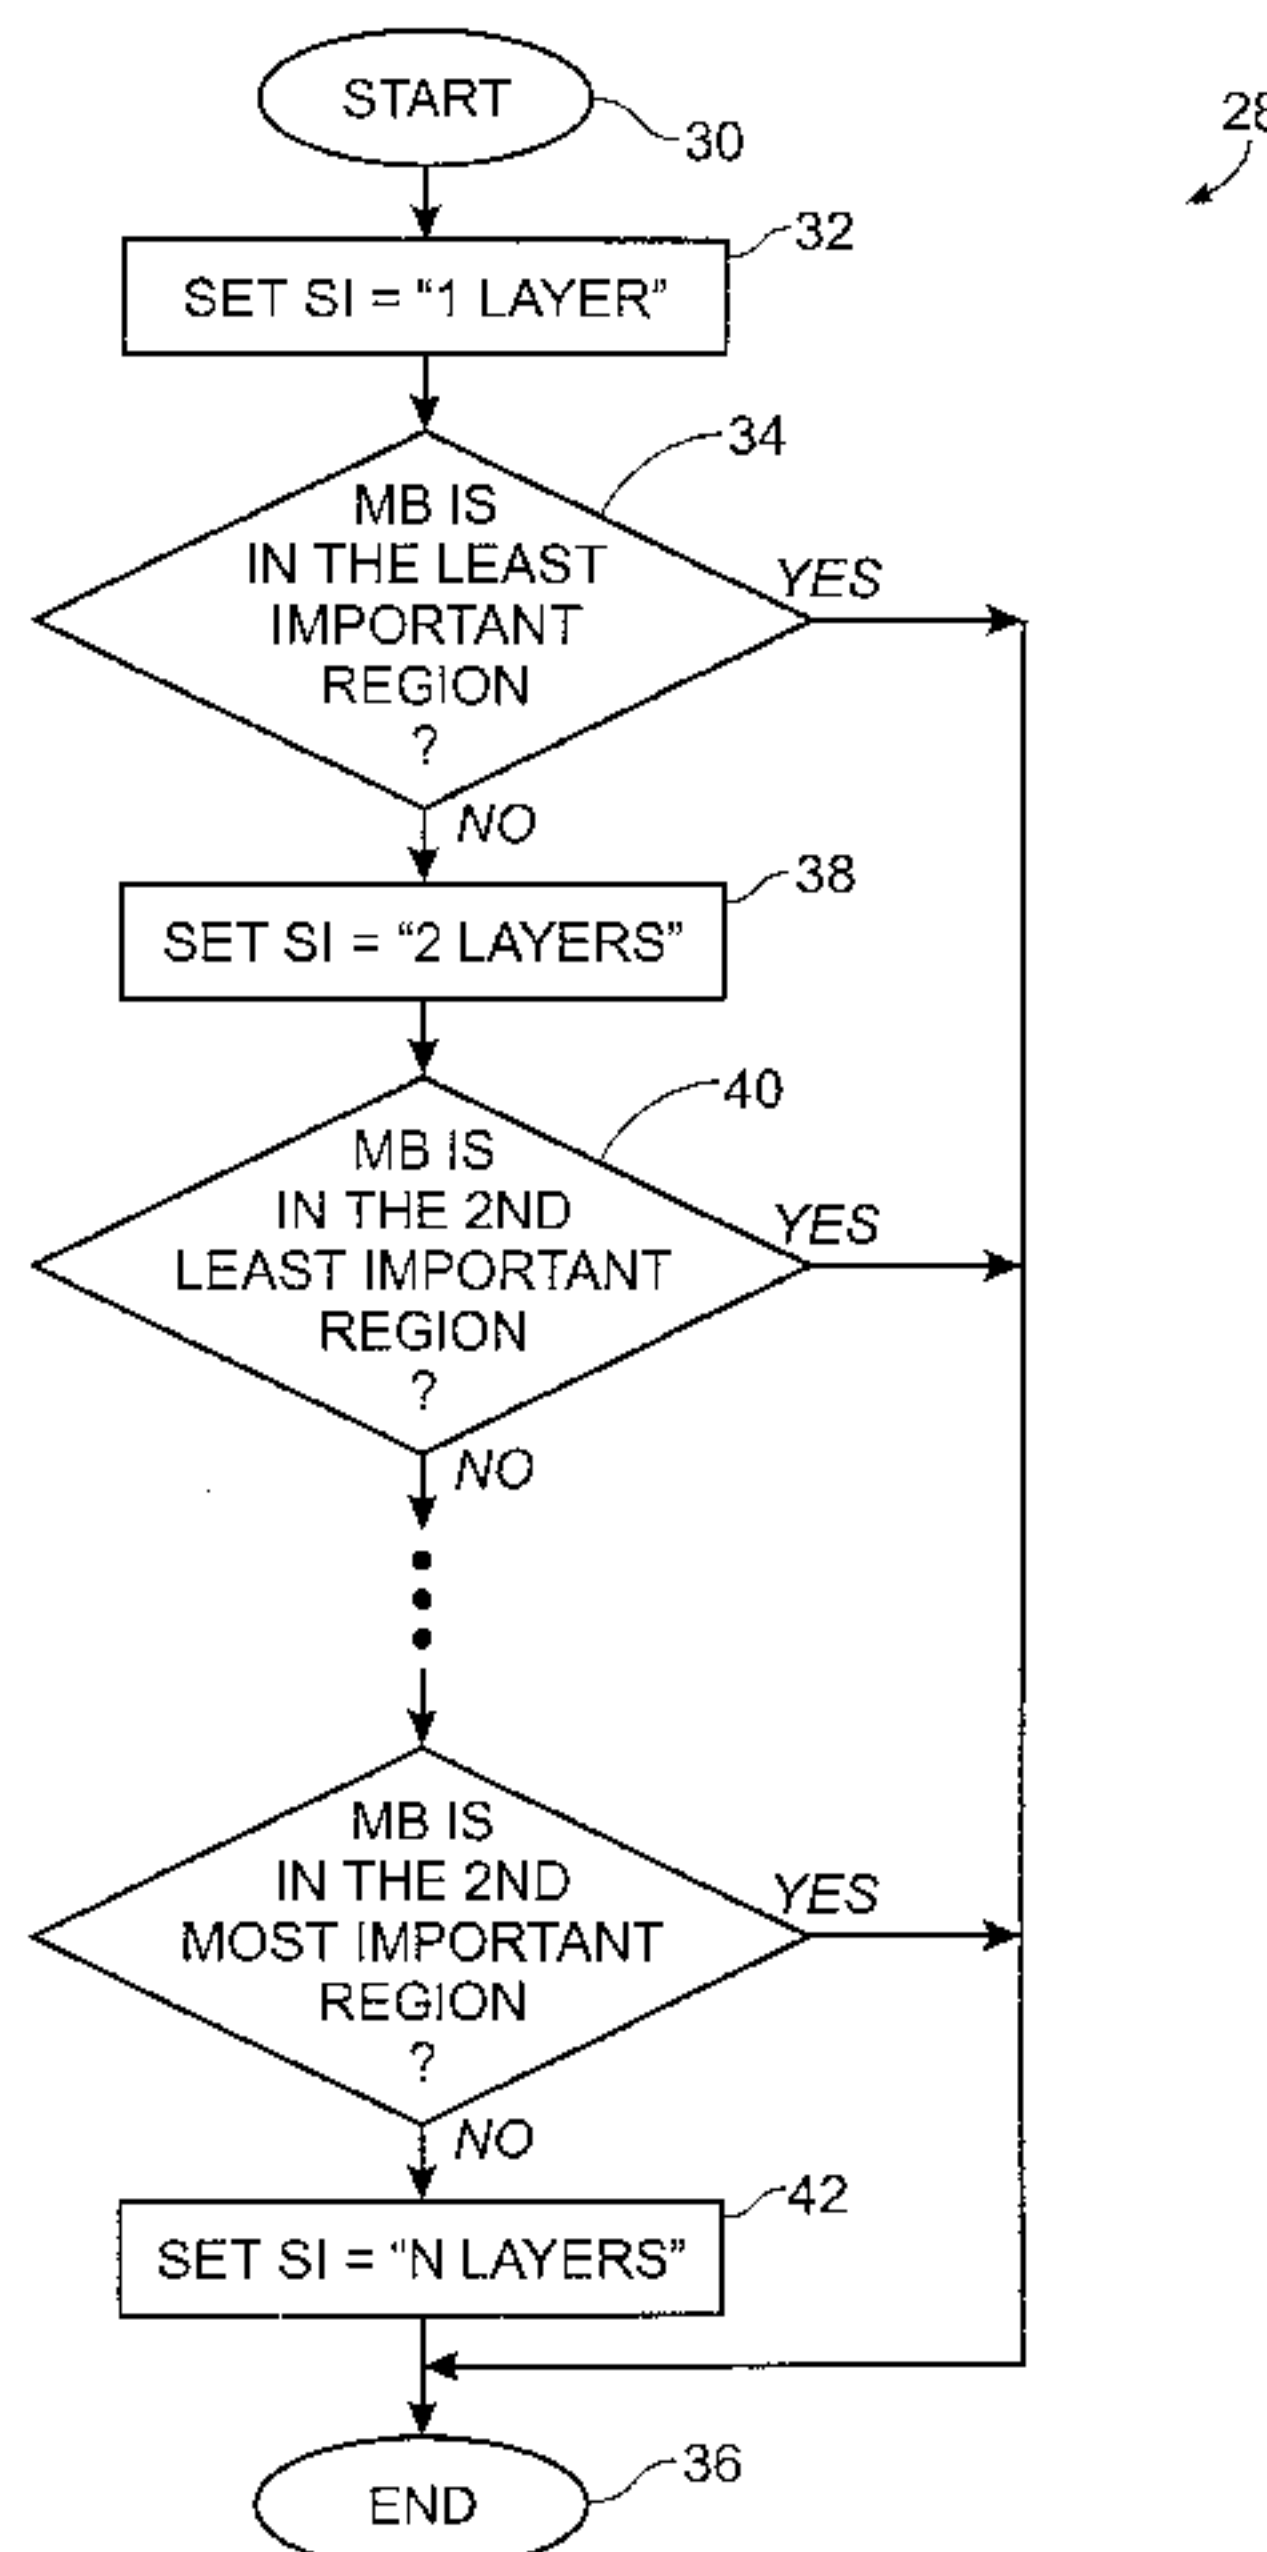 START
30
28
32
SET SI = “1 LAYER”
34
MB IS
IN THE LEAST
IMPORTANT
REGION
?
YES
NO
38
SET SI = “2 LAYERS”
40
MB IS
IN THE 2ND
LEAST IMPORTANT
REGION
?
YES
NO
MB IS
IN THE 2ND
MOST IMPORTANT
REGION
?
YES
NO
42
SET SI = “N LAYERS”
36
END